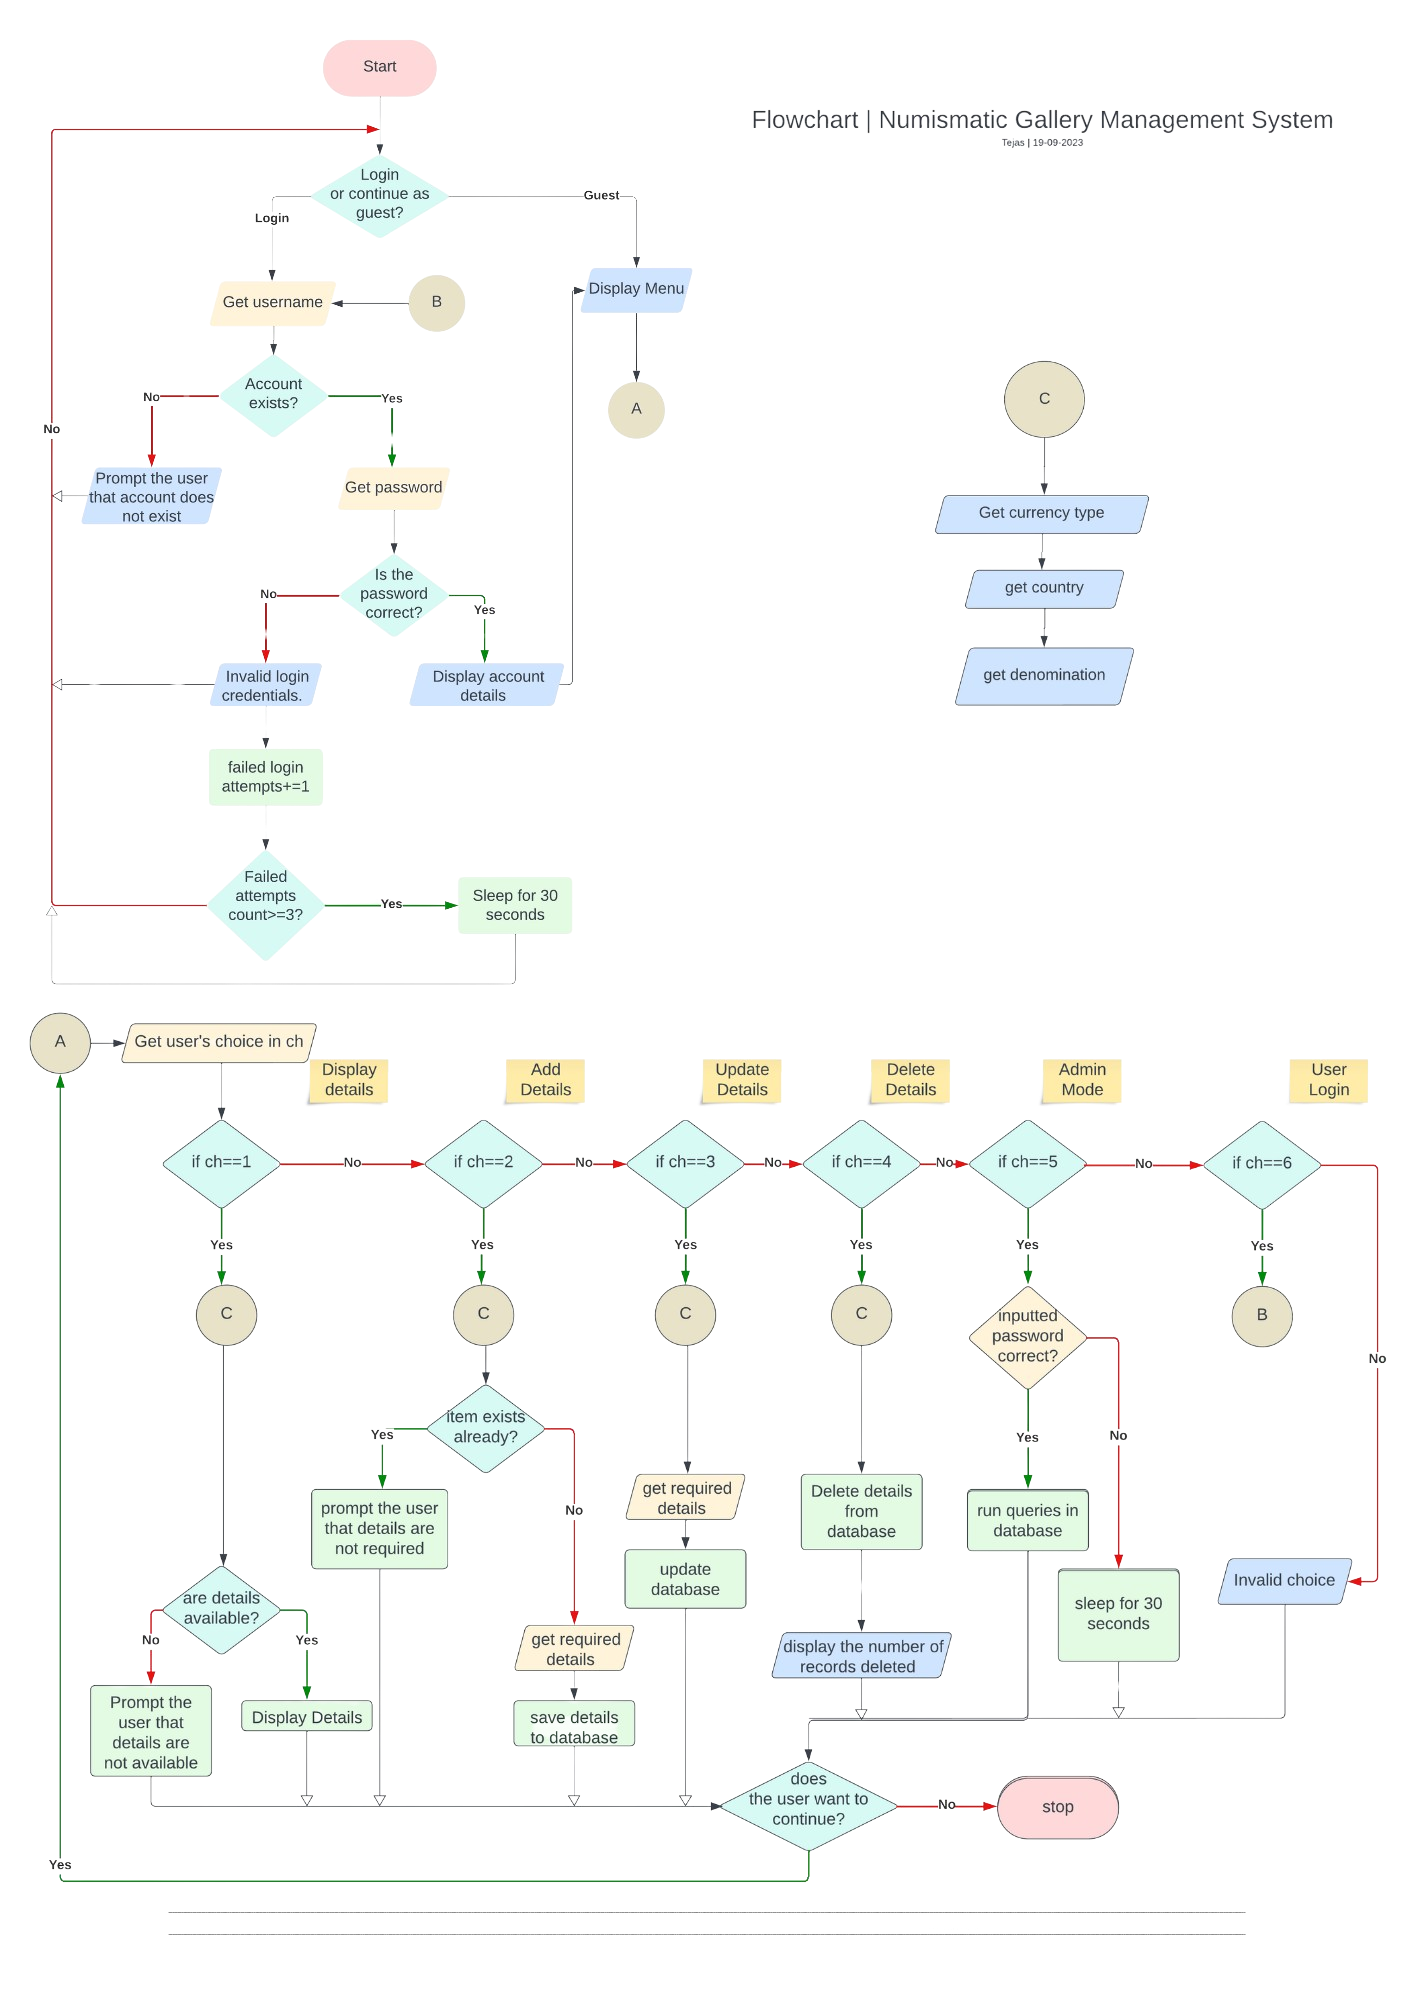 Start
Flowchart | Numismatic Gallery Management System
Tejas | 19-09-2023
Login
or continue as
guest?
Guest
Login
Get username
B
Display Menu
Account
exists?
No
Yes
A
C
No
Prompt the user
that account does
not exist
Get password
Get currency type
Is the
password
correct?
No
Yes
get country
Invalid login
credentials.
Display account
details
get denomination
failed login
attempts+=1
Failed
attempts
count>=3?
Yes
Sleep for 30
seconds
A
Get user's choice in ch
Display
details
Add
Details
Update
Details
Delete
Details
Admin
Mode
User
Login
if ch==1
No
if ch==2
No
if ch==3
No
if ch==4
No
if ch==5
No
if ch==6
Yes
Yes
Yes
Yes
Yes
Yes
C
C
C
C
inputted
password
correct?
B
No
item exists
already?
Yes
Yes
No
get required
details
Delete details
from
database
prompt the user
that details are
not required
No
run queries in
database
update
database
Invalid choice
are details
available?
sleep for 30
seconds
No
Yes
get required
details
display the number of
records deleted
Prompt the
user that
details are
not available
Display Details
save details
to database
does
the user want to
continue?
No
stop
Yes